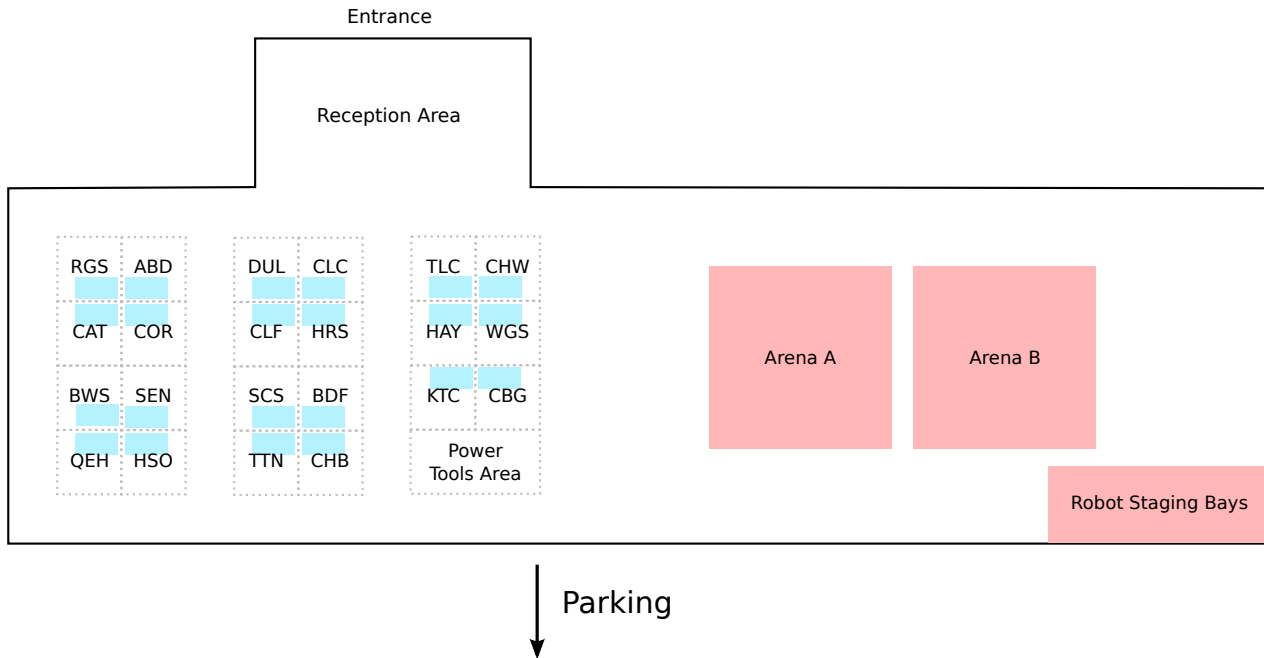 Entrance
Reception Area
RGS ABD DUL CLC TLC CHW
CAT COR CLF HRS HAY WGS
Arena A Arena B
BWS SEN SCS BDF KTC CBG
QEH HSO TTN CHB Power
Tools Area
Robot Staging Bays
Parking